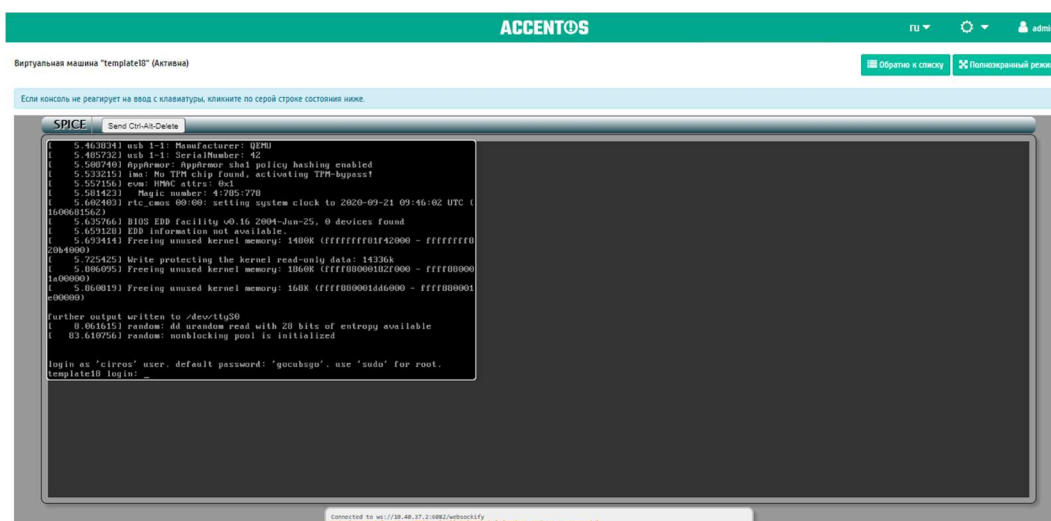 ACCENTOS
ru
admi
Виртуальная машина "template18" (Активна)
Обратно к списку
Полноэкранный режим
Если консоль не реагирует на ввод с клавиатуры, кликните по серой строке состояния ниже.
SPICE
Send Ctrl-Alt-Delete
[ 5.463834] usb 1-1: Manufacturer: QEMU
[ 5.485732] usb 1-1: SerialNumber: 42
[ 5.508740] AppArmor: AppArmor sha1 policy hashing enabled
[ 5.533215] ima: No TPM chip found, activating TPM-bypass!
[ 5.557156] evm: HMAC attrs: 0x1
[ 5.581423] Magic number: 4:785:778
[ 5.602403] rtc_cmos 00:00: setting system clock to 2020-09-21 09:46:02 UTC (
1600681562)
[ 5.635766] BIOS EDD facility v0.16 2004-Jun-25, 0 devices found
[ 5.659128] EDD information not available.
[ 5.693414] Freeing unused kernel memory: 1480K (ffffffff81f42000 - ffffffff8
20b4000)
[ 5.725425] Write protecting the kernel read-only data: 14336k
[ 5.806095] Freeing unused kernel memory: 1860K (ffff88000182f000 - ffff88000
1a00000)
[ 5.860819] Freeing unused kernel memory: 168K (ffff880001dd6000 - ffff880001
e00000)
further output written to /dev/ttyS0
[ 8.061615] random: dd urandom read with 28 bits of entropy available
[ 83.610756] random: nonblocking pool is initialized
login as 'cirros' user. default password: 'gocubsgo'. use 'sudo' for root.
template18 login: _
Connected to ws://10.40.37.2:6082/websockify